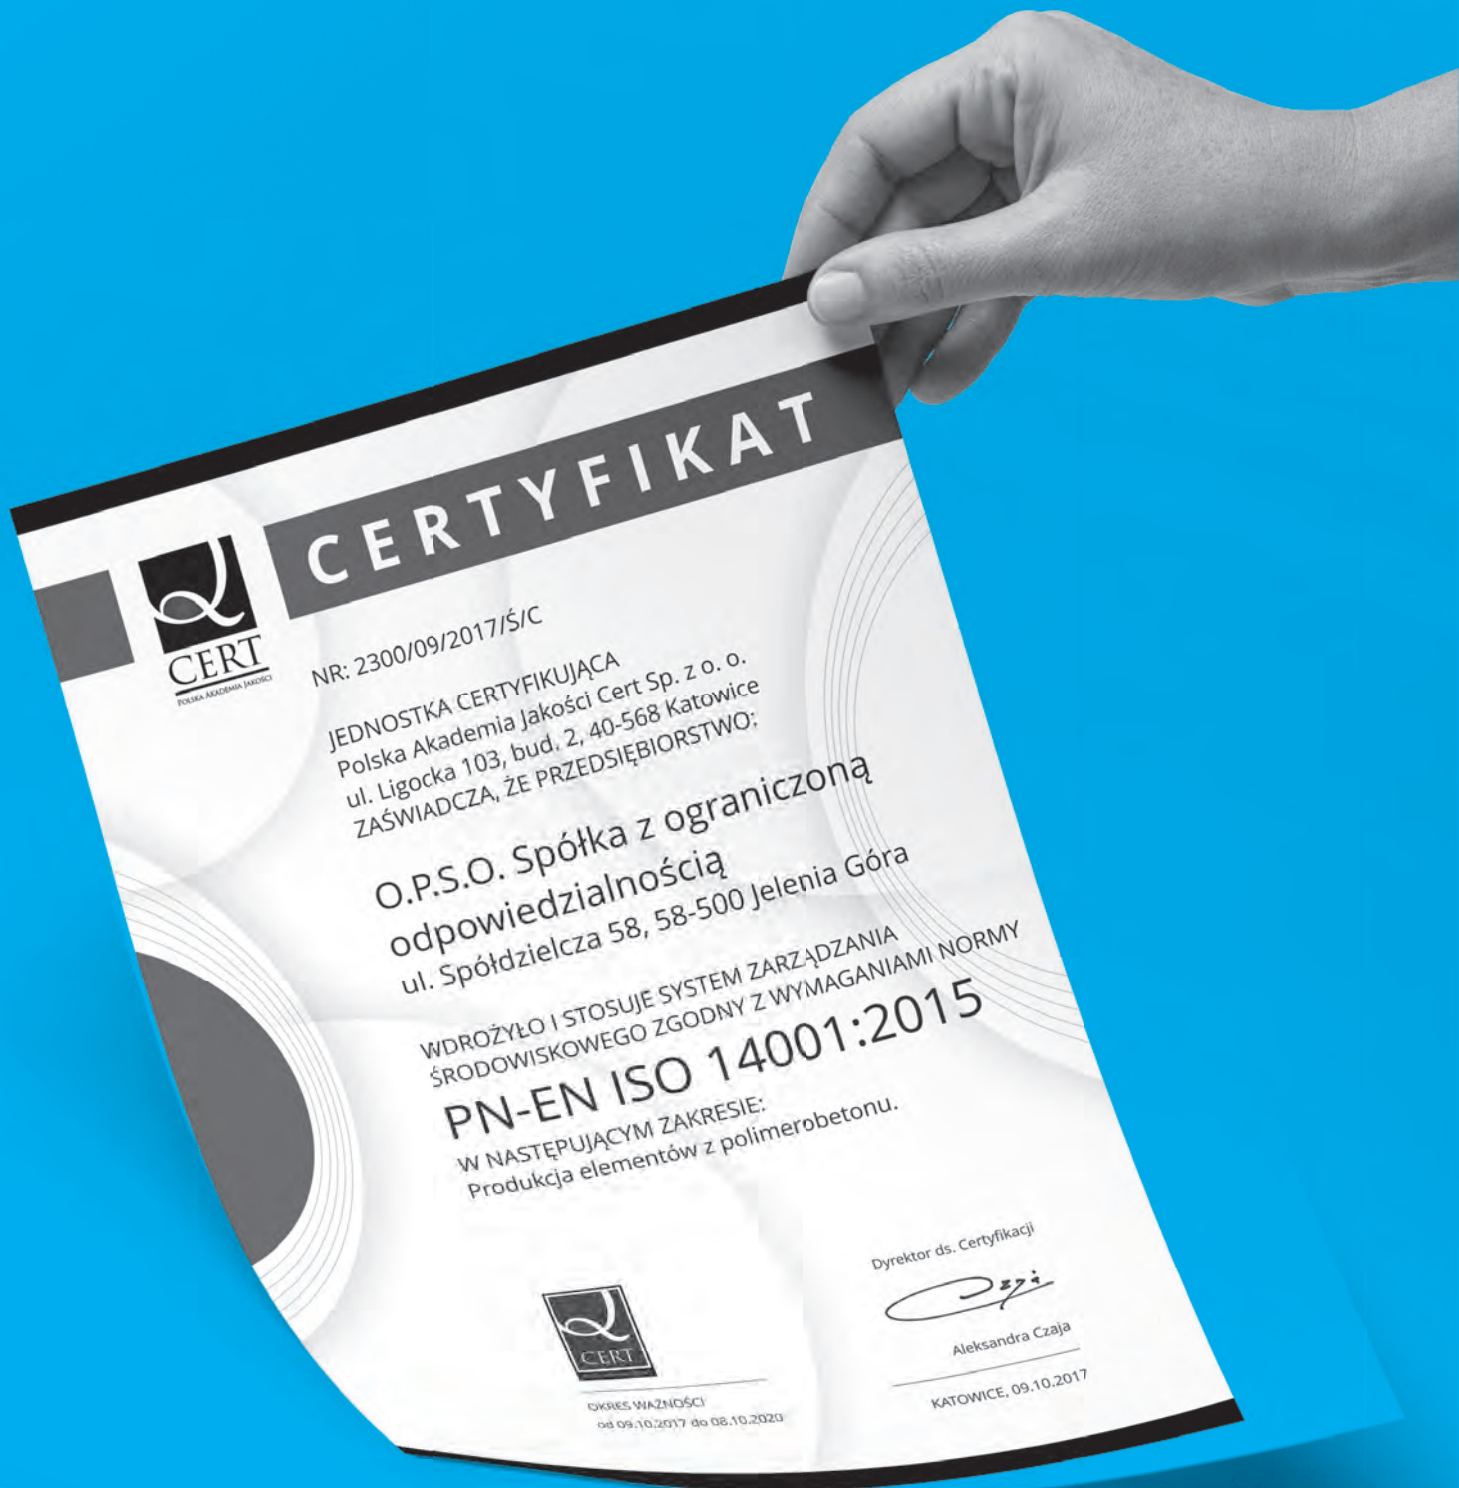 CERTYFIKAT
CERT
POLSKA AKADEMIA JAKOŚCI
NR: 2300/09/2017/Ś/C
JEDNOSTKA CERTYFIKUJĄCA
Polska Akademia Jakości Cert Sp. z o. o.
ul. Ligocka 103, bud. 2, 40-568 Katowice
ZAŚWIADCZA, ŻE PRZEDSIĘBIORSTWO:
O.P.S.O. Spółka z ograniczoną
odpowiedzialnością
ul. Spółdzielcza 58, 58-500 Jelenia Góra
WDROŻYŁO I STOSUJE SYSTEM ZARZĄDZANIA
ŚRODOWISKOWEGO ZGODNY Z WYMAGANIAMI NORMY
PN-EN ISO 14001:2015
W NASTĘPUJĄCYM ZAKRESIE:
Produkcja elementów z polimerobetonu.
CERT
OKRES WAŻNOŚCI
od 09.10.2017 do 08.10.2020
Dyrektor ds. Certyfikacji
Czaja
Aleksandra Czaja
KATOWICE, 09.10.2017